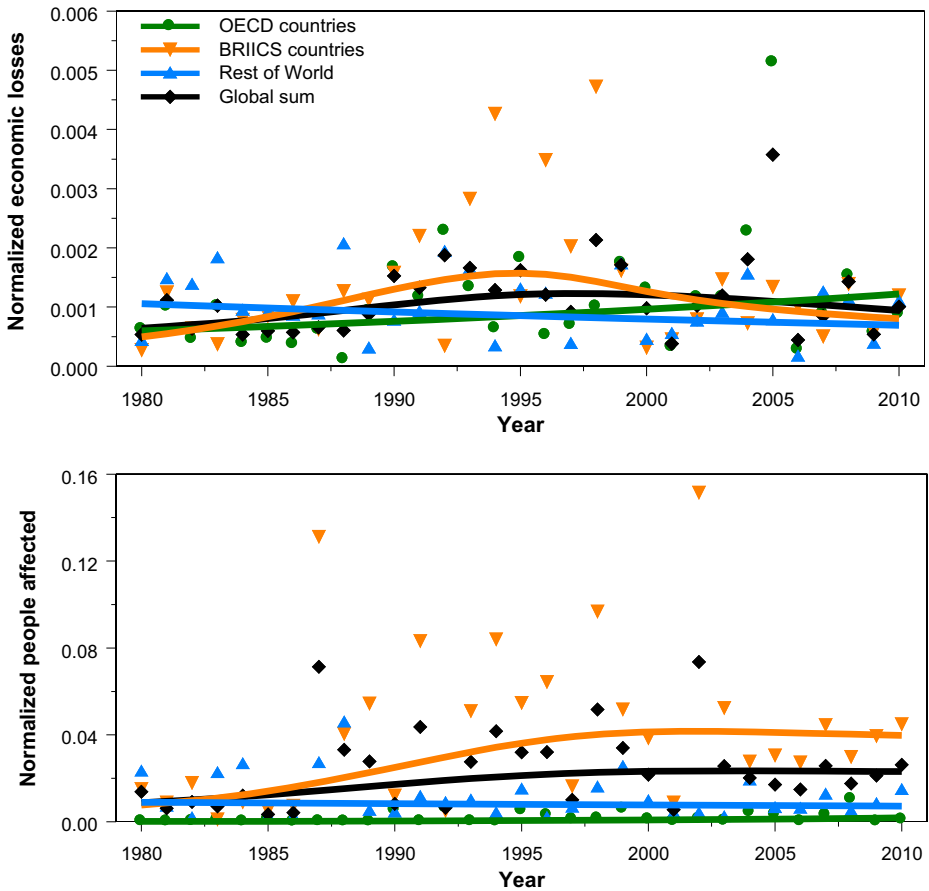 0.006
OECD countries
BRIICS countries
Rest of World
Global sum
0.005
0.004
0.003
0.002
0.001
0.000
Normalized economic losses
1980 1985 1990 1995 2000 2005 2010
Year
0.16
0.12
0.08
0.04
0.00
Normalized people affected
1980 1985 1990 1995 2000 2005 2010
Year